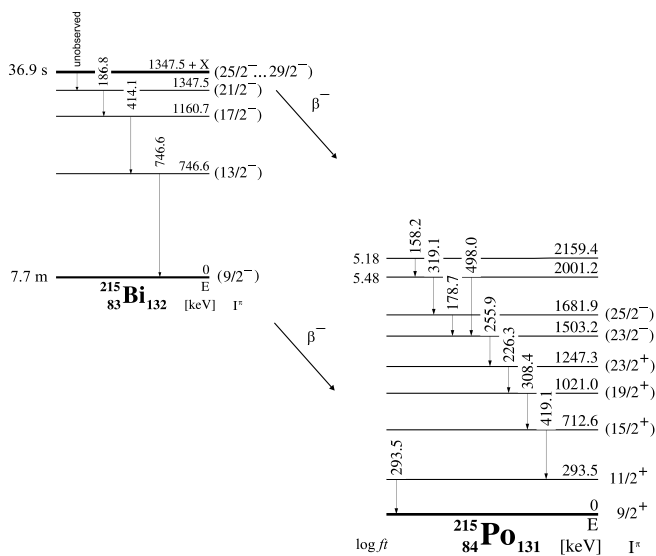 unobserved
36.9 s 186.8 1347.5 + X (25/2⁻...29/2⁻)
414.1 1347.5 (21/2⁻)
1160.7 (17/2⁻)
β⁻
746.6
746.6 (13/2⁻)
7.7 m 0 (9/2⁻)
²¹⁵₈₃Bi₁₃₂ E [keV] Iπ
β⁻
158.2
5.18 319.1 498.0 2159.4
5.48 2001.2
178.7
255.9 1681.9 (25/2⁻)
1503.2 (23/2⁻)
226.3
308.4 1247.3 (23/2⁺)
1021.0 (19/2⁺)
419.1
712.6 (15/2⁺)
293.5
293.5 11/2⁺
0 9/2⁺
log ft ²¹⁵₈₄Po₁₃₁ E [keV] Iπ